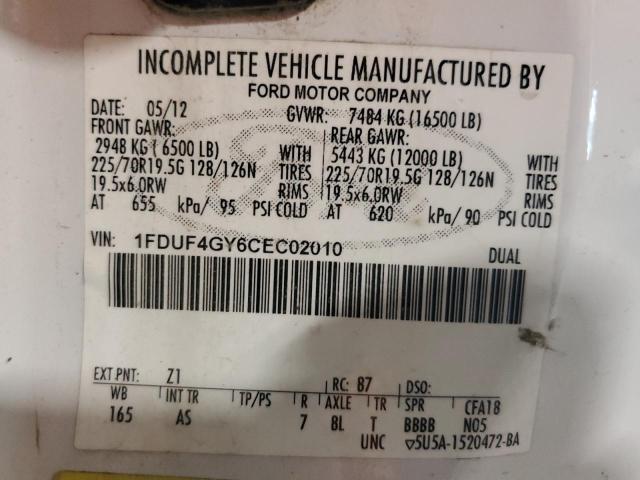 INCOMPLETE VEHICLE MANUFACTURED BY
FORD MOTOR COMPANY
DATE: 05/12 GVWR: 7484 KG (16500 LB)
FRONT GAWR: REAR GAWR:
2948 KG ( 6500 LB) WITH 5443 KG (12000 LB) WITH
225/70R19.5G 128/126N TIRES 225/70R19.5G 128/126N TIRES
19.5x6.0RW RIMS 19.5x6.0RW RIMS
AT 655 kPa/ 95 PSI COLD AT 620 kPa/ 90 PSI COLD
VIN: 1FDUF4GY6CEC02010 DUAL
EXT PNT: Z1 RC: 87 DSO:
WB INT TR TP/PS R AXLE TR SPR CFA18
165 AS 7 8L T BBBB N05
UNC ▽5U5A-1520472-BA